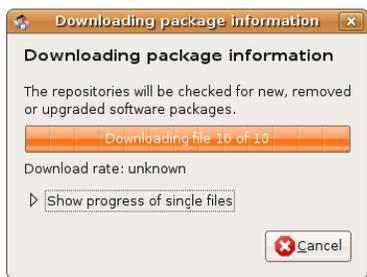 Downloading package information
Downloading package information
The repositories will be checked for new, removed
or upgraded software packages.
Downloading file 10 of 10
Download rate: unknown
Show progress of single files
Cancel